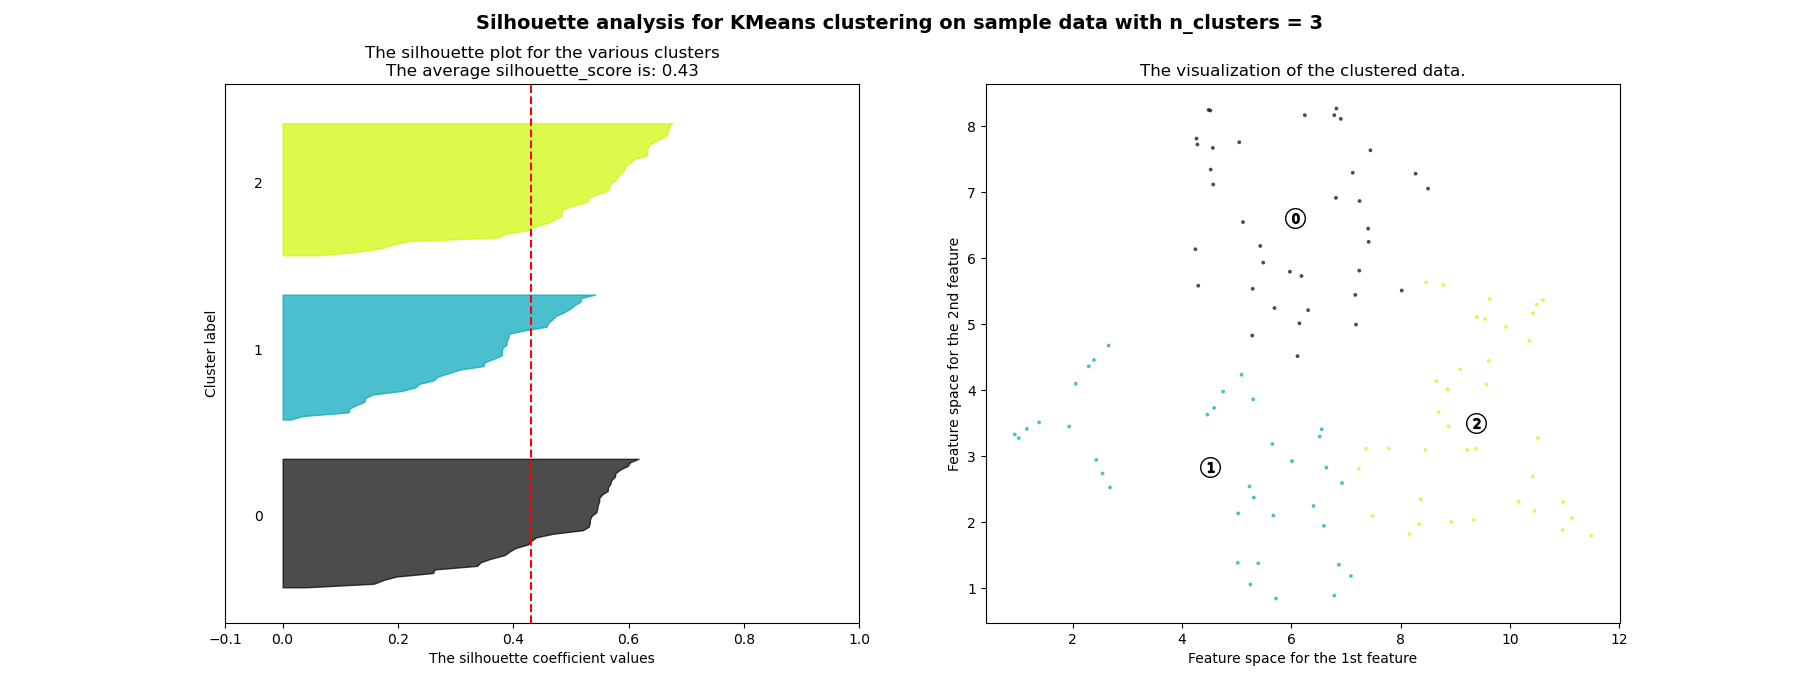 Silhouette analysis for KMeans clustering on sample data with n_clusters = 3
The silhouette plot for the various clusters
The average silhouette_score is: 0.43
Cluster label
2
1
0
−0.1 0.0 0.2 0.4 0.6 0.8 1.0
The silhouette coefficient values
The visualization of the clustered data.
Feature space for the 2nd feature
8
7
6
5
4
3
2
1
0
2
1
2 4 6 8 10 12
Feature space for the 1st feature